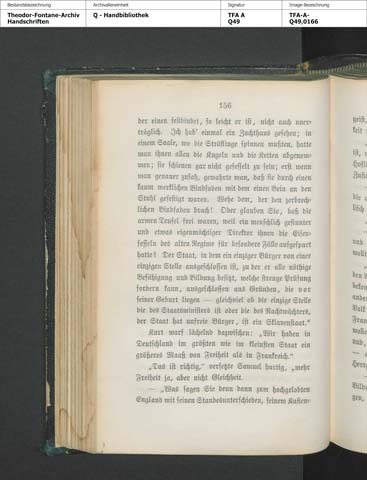 Bestandsbezeichnung
Archivalieneinheit
Signatur
Image-Bezeichnung
Theodor-Fontane-Archiv
Handschriften
Q - Handbibliothek
TFA A
Q49
TFA-A-
Q49,0166
156
der einen festbindet, so leicht er ist, nicht auch uner-
träglich. Ich hab' einmal ein Zuchthaus gesehen; in
einem Saale, wo die Sträflinge spinnen mußten, hatte
man ihnen allen die Kugeln und die Ketten abgenom-
men; sie schienen gar nicht gefesselt zu sein; erst wenn
man genauer zusah, gewahrte man, daß sie durch einen
kaum merklichen Bindfaden mit dem einen Bein an den
Stuhl gefestigt waren. Wehe dem, der den zerbrech-
lichen Bindfaden brach! Oder glauben Sie, daß die
armen Teufel frei waren, weil ein menschlich gesinnter
und etwas eigenmächtiger Direktor ihnen die Eisen-
fesseln des alten Regime für besondere Fälle aufgespart
hatte! Der Staat, in dem ein einziger Bürger von einer
einzigen Stelle ausgeschlossen ist, zu der er alle nöthige
Befähigung und Bildung besitzt, welche strenge Prüfung
fordern kann, ausgeschlossen aus Gründen, die vor
seiner Geburt liegen — gleichviel ob die einzige Stelle
die des Staatsministers ist oder die des Nachtwächters,
der Staat hat unfreie Bürger, ist ein Sklavenstaat."
Kurt warf lächelnd dazwischen: „Wir haben in
Deutschland im größten wie im kleinsten Staat ein
größeres Maaß von Freiheit als in Frankreich."
„Das ist richtig," versetzte Samuel hurtig, „mehr
Freiheit ja, aber nicht Gleichheit.
— „Was sagen Sie denn dann zum hochgelobten
England mit seinen Standesunterschieden, seinem Kasten-